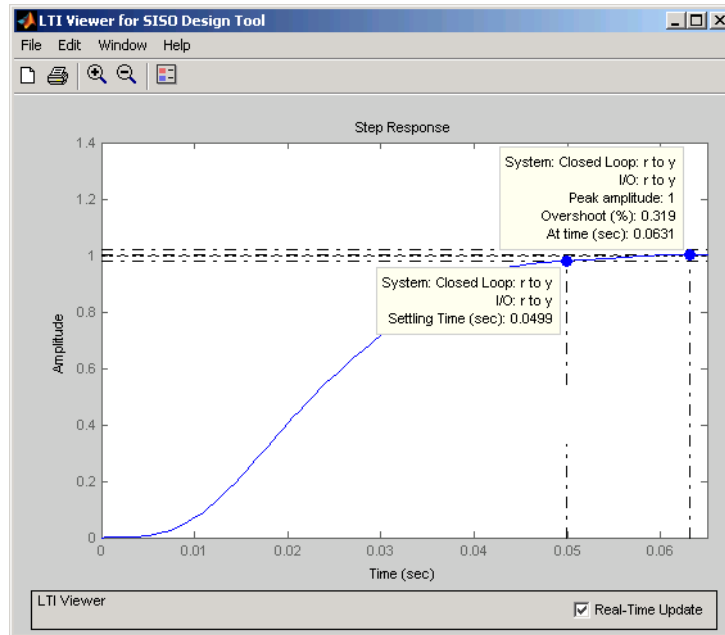 LTI Viewer for SISO Design Tool
File Edit Window Help
Step Response
1.4
1.2
1
0.8
0.6
0.4
0.2
0
Amplitude
System: Closed Loop: r to y
I/O: r to y
Peak amplitude: 1
Overshoot (%): 0.319
At time (sec): 0.0631
System: Closed Loop: r to y
I/O: r to y
Settling Time (sec): 0.0499
0 0.01 0.02 0.03 0.04 0.05 0.06
Time (sec)
LTI Viewer
Real-Time Update